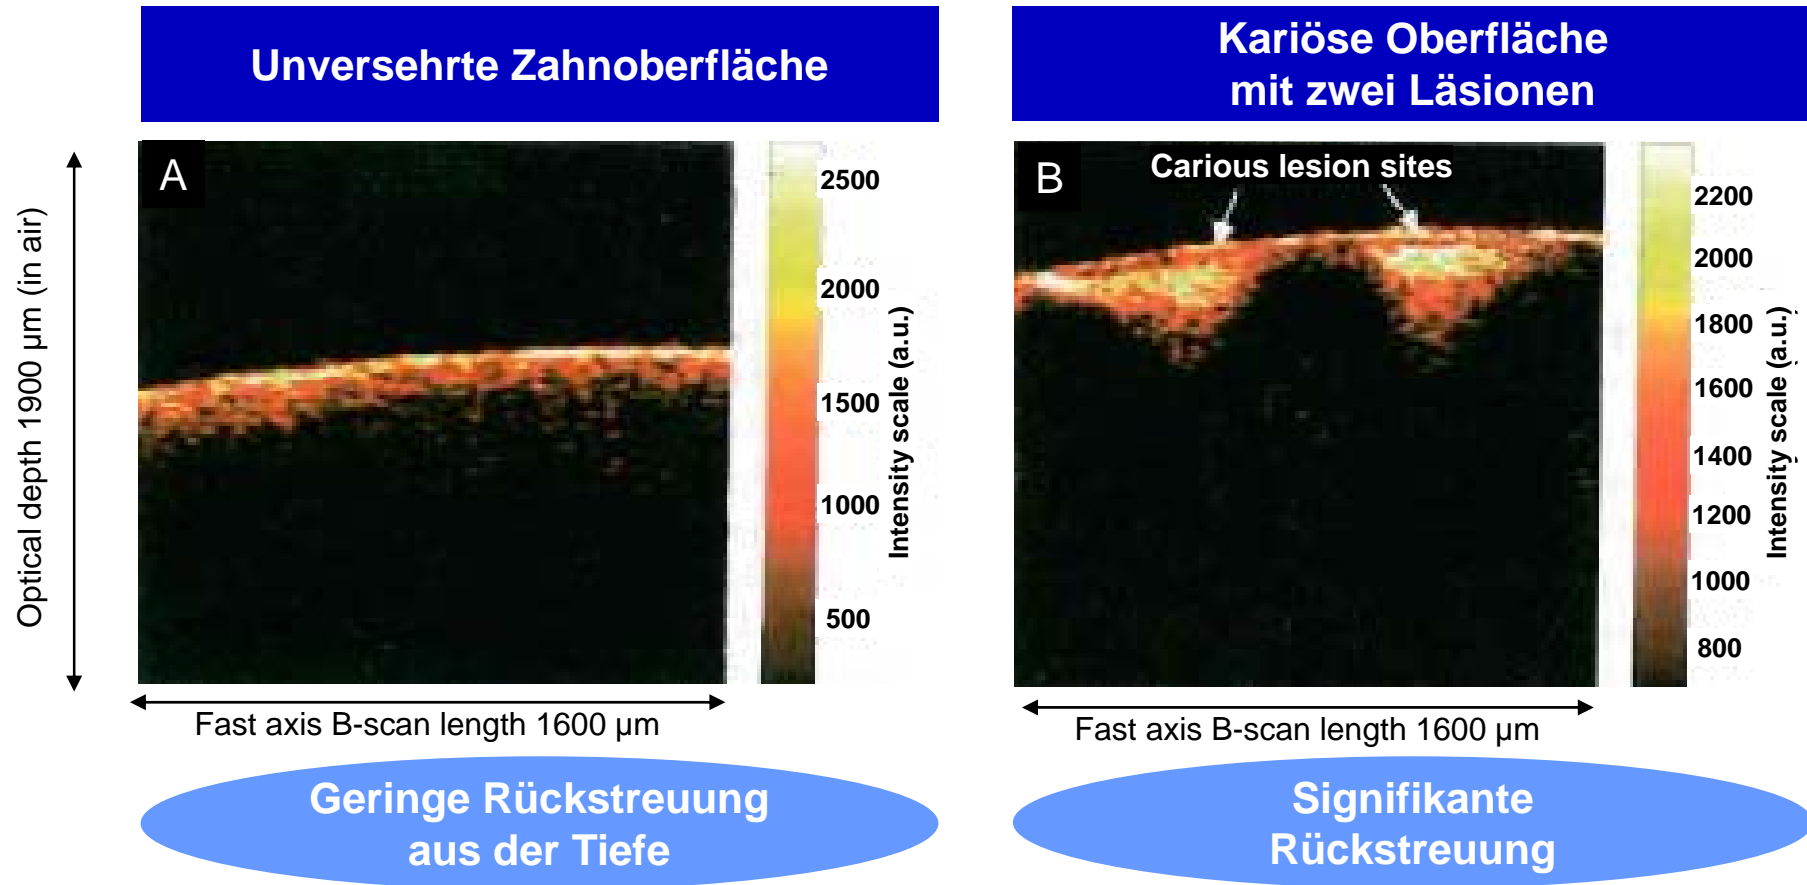 Unversehrte Zahnoberfläche
Kariöse Oberfläche
mit zwei Läsionen
Optical depth 1900 µm (in air)
A
2500
2000
1500
1000
500
Intensity scale (a.u.)
Fast axis B-scan length 1600 µm
B
Carious lesion sites
2200
2000
1800
1600
1400
1200
1000
800
Intensity scale (a.u.)
Fast axis B-scan length 1600 µm
Geringe Rückstreuung
aus der Tiefe
Signifikante
Rückstreuung